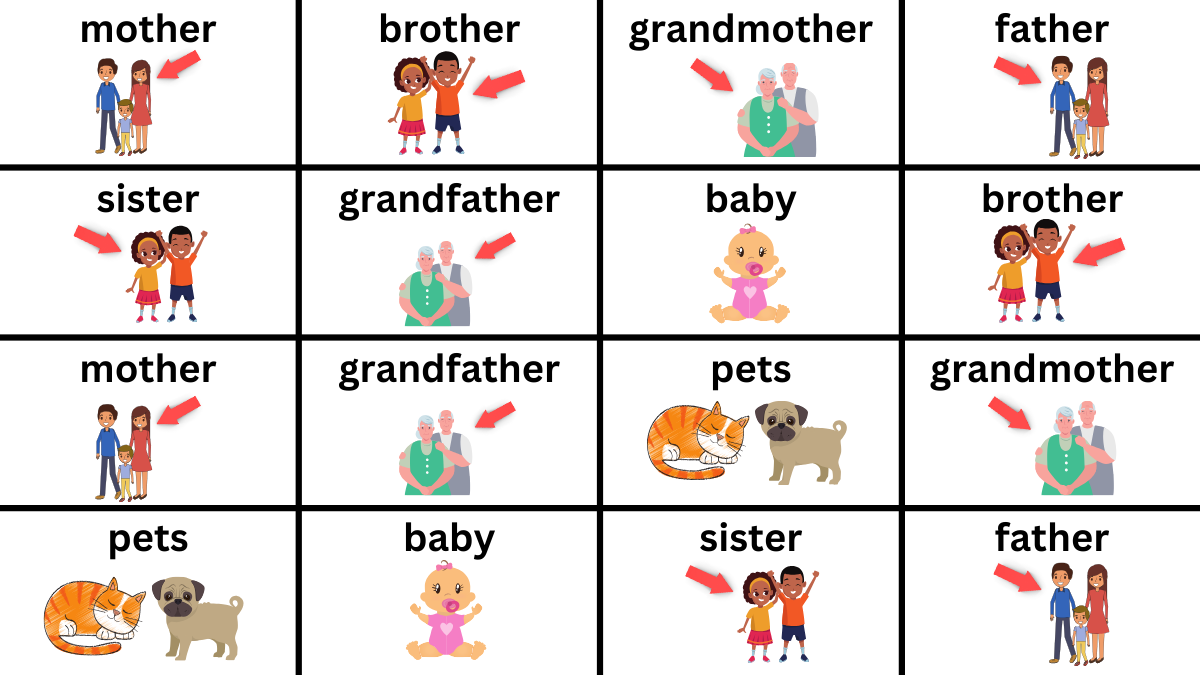 mother
brother
grandmother
father
sister
grandfather
baby
brother
mother
grandfather
pets
grandmother
pets
baby
sister
father